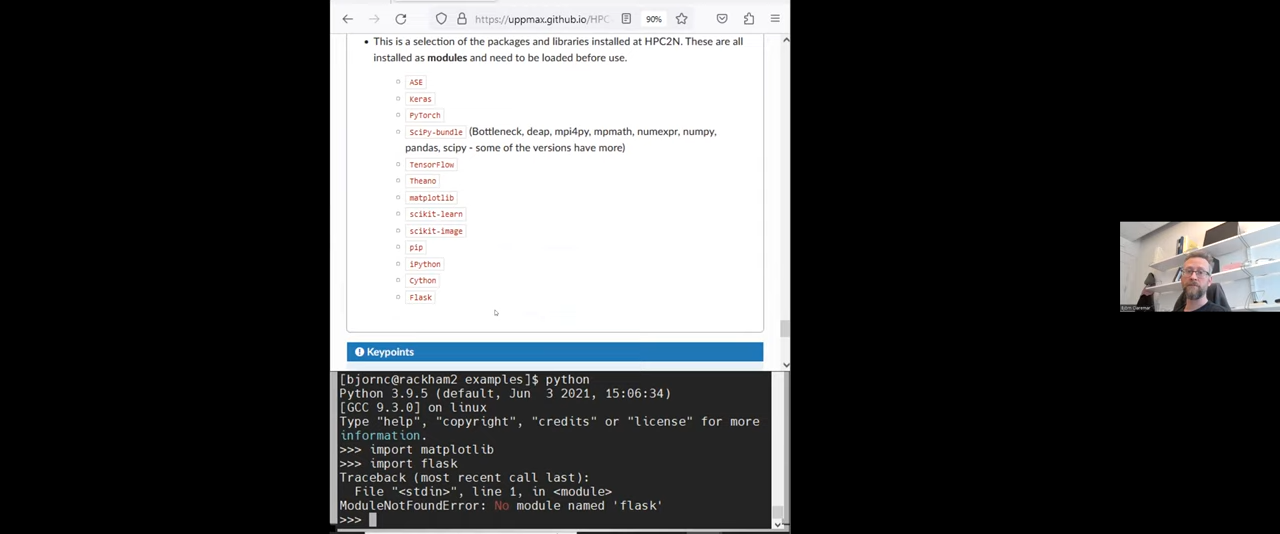 https://uppmax.github.io/HPC
90%
• This is a selection of the packages and libraries installed at HPC2N. These are all
installed as modules and need to be loaded before use.
ASE
Keras
PyTorch
SciPy-bundle (Bottleneck, deap, mpi4py, mpmath, numexpr, numpy,
pandas, scipy - some of the versions have more)
TensorFlow
Theano
matplotlib
scikit-learn
scikit-image
pip
iPython
Cython
Flask
Keypoints
[bjornc@rackham2 examples]$ python
Python 3.9.5 (default, Jun  3 2021, 15:06:34)
[GCC 9.3.0] on linux
Type "help", "copyright", "credits" or "license" for more
information.
>>> import matplotlib
>>> import flask
Traceback (most recent call last):
  File "<stdin>", line 1, in <module>
ModuleNotFoundError: No module named 'flask'
>>>